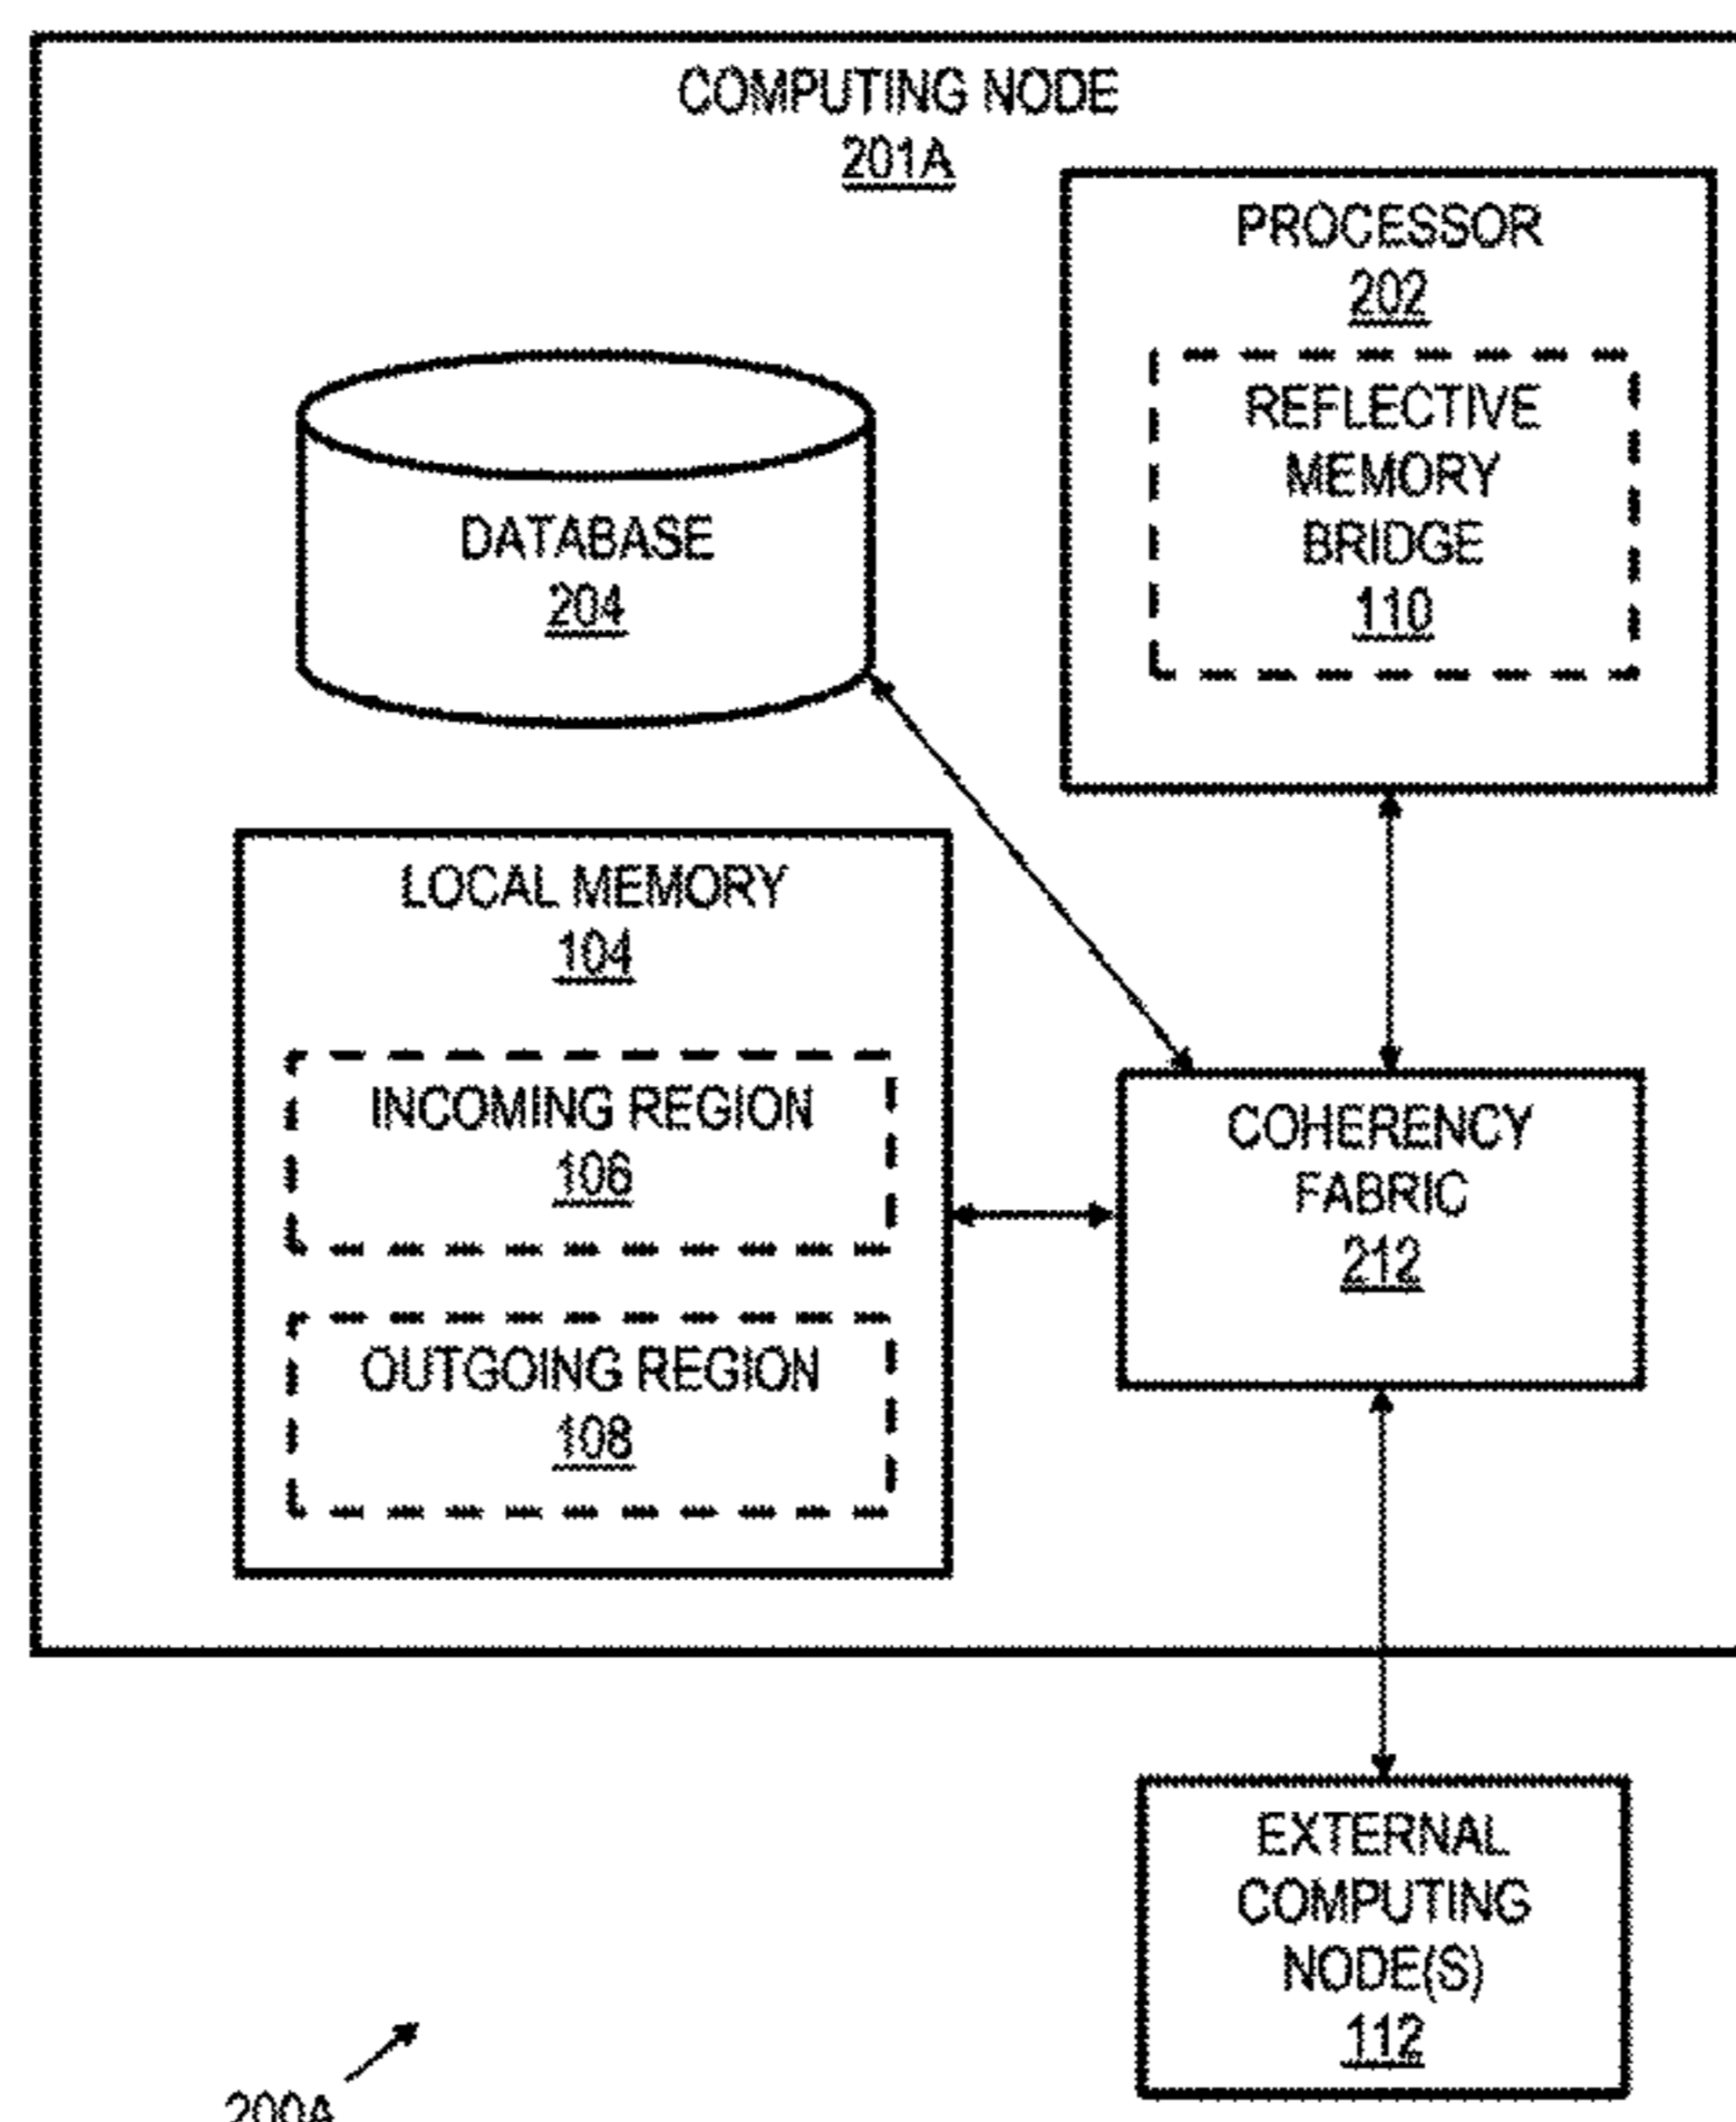 COMPUTING NODE
201A
PROCESSOR
202
REFLECTIVE
MEMORY
BRIDGE
110
DATABASE
204
LOCAL MEMORY
104
INCOMING REGION
106
OUTGOING REGION
108
COHERENCY
FABRIC
212
EXTERNAL
COMPUTING
NODE(S)
112
200A